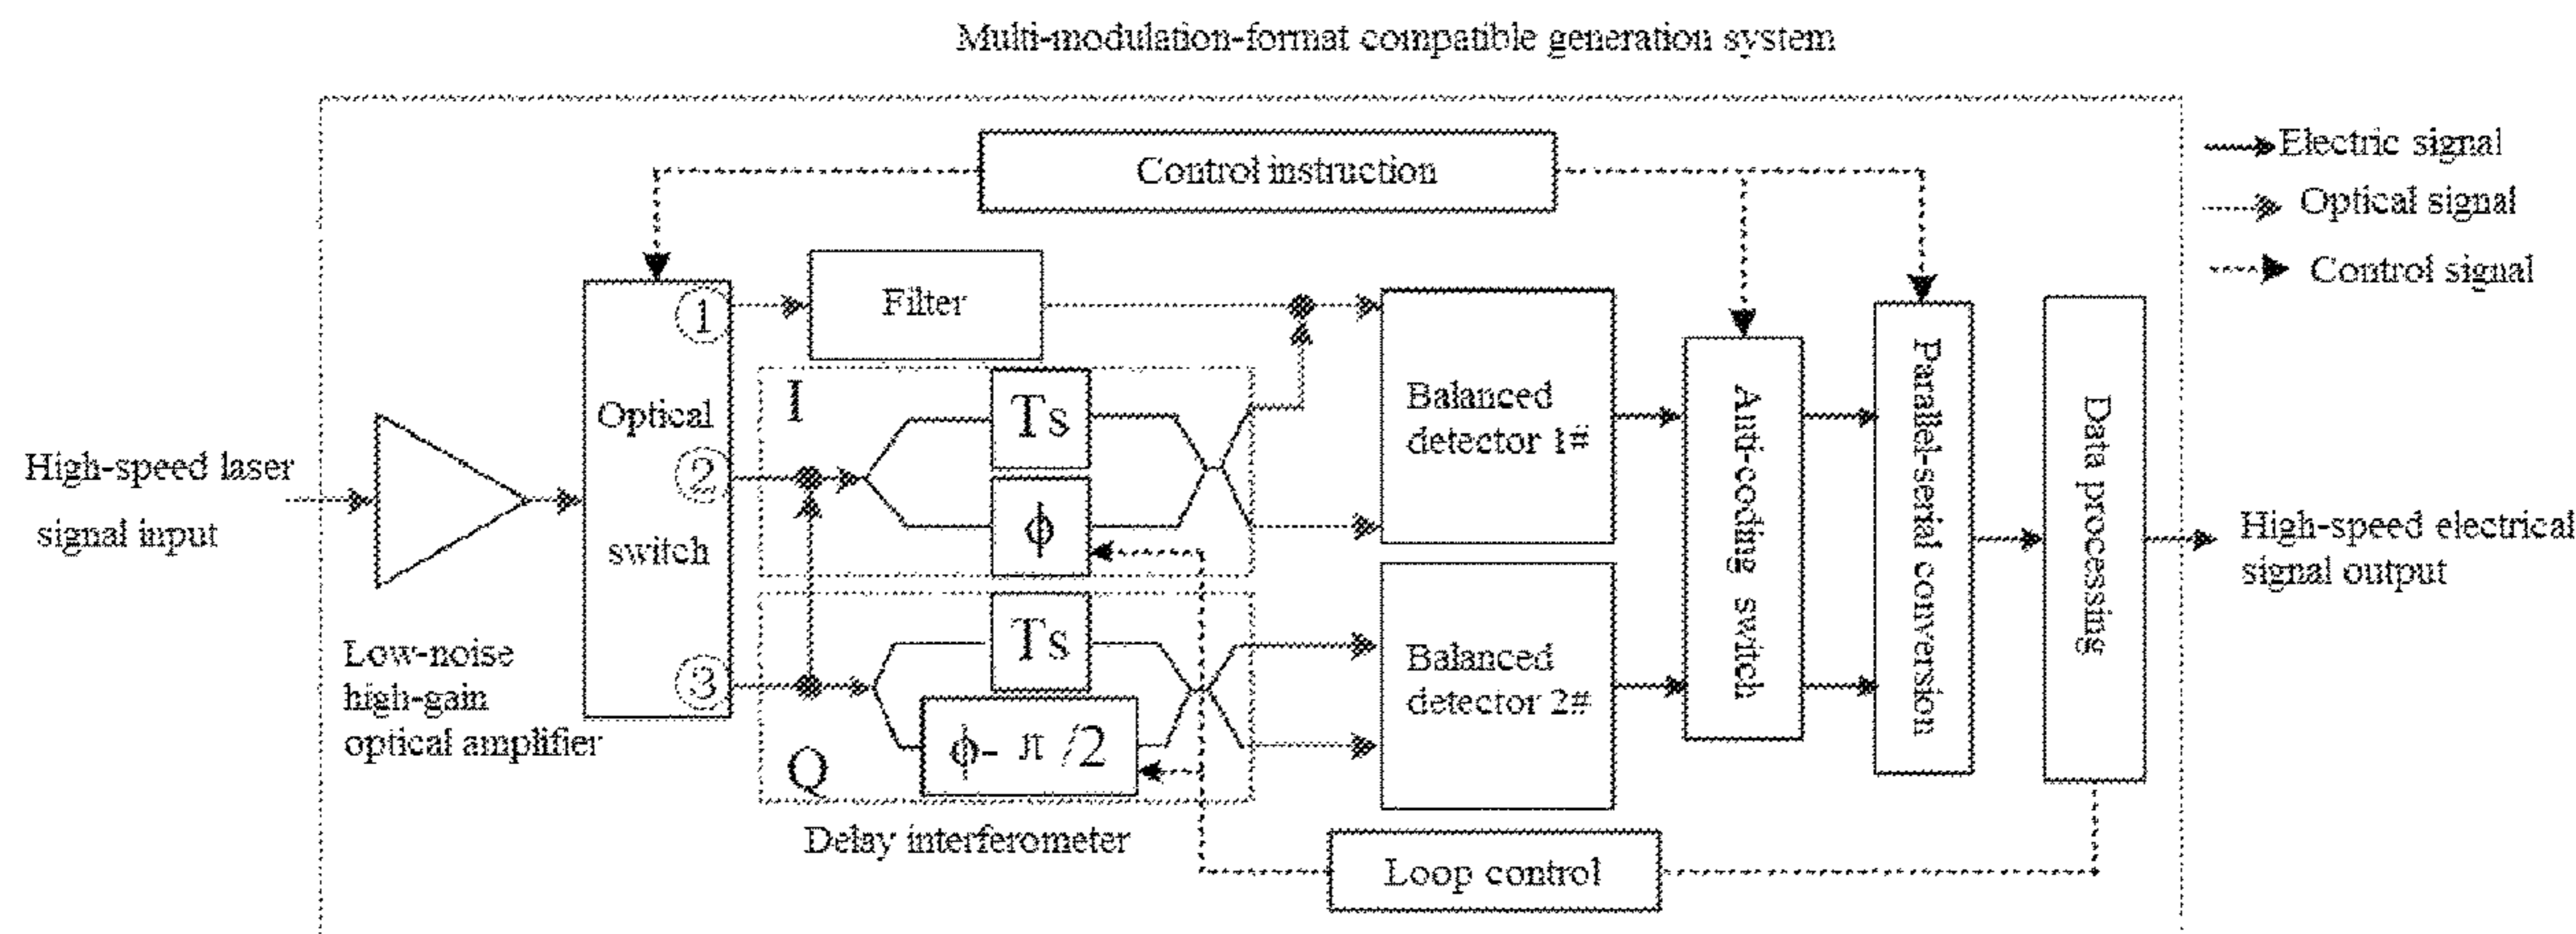 Multi-modulation-format compatible generation system
Control instruction
Electric signal
Optical signal
Control signal
High-speed laser
signal input
Low-noise
high-gain
optical amplifier
Optical
switch
①
②
③
Filter
I
Ts
ϕ
Q
Ts
ϕ- π /2
Delay interferometer
Balanced
detector 1#
Balanced
detector 2#
Anti-coding switch
Parallel-serial conversion
Data processing
High-speed electrical
signal output
Loop control